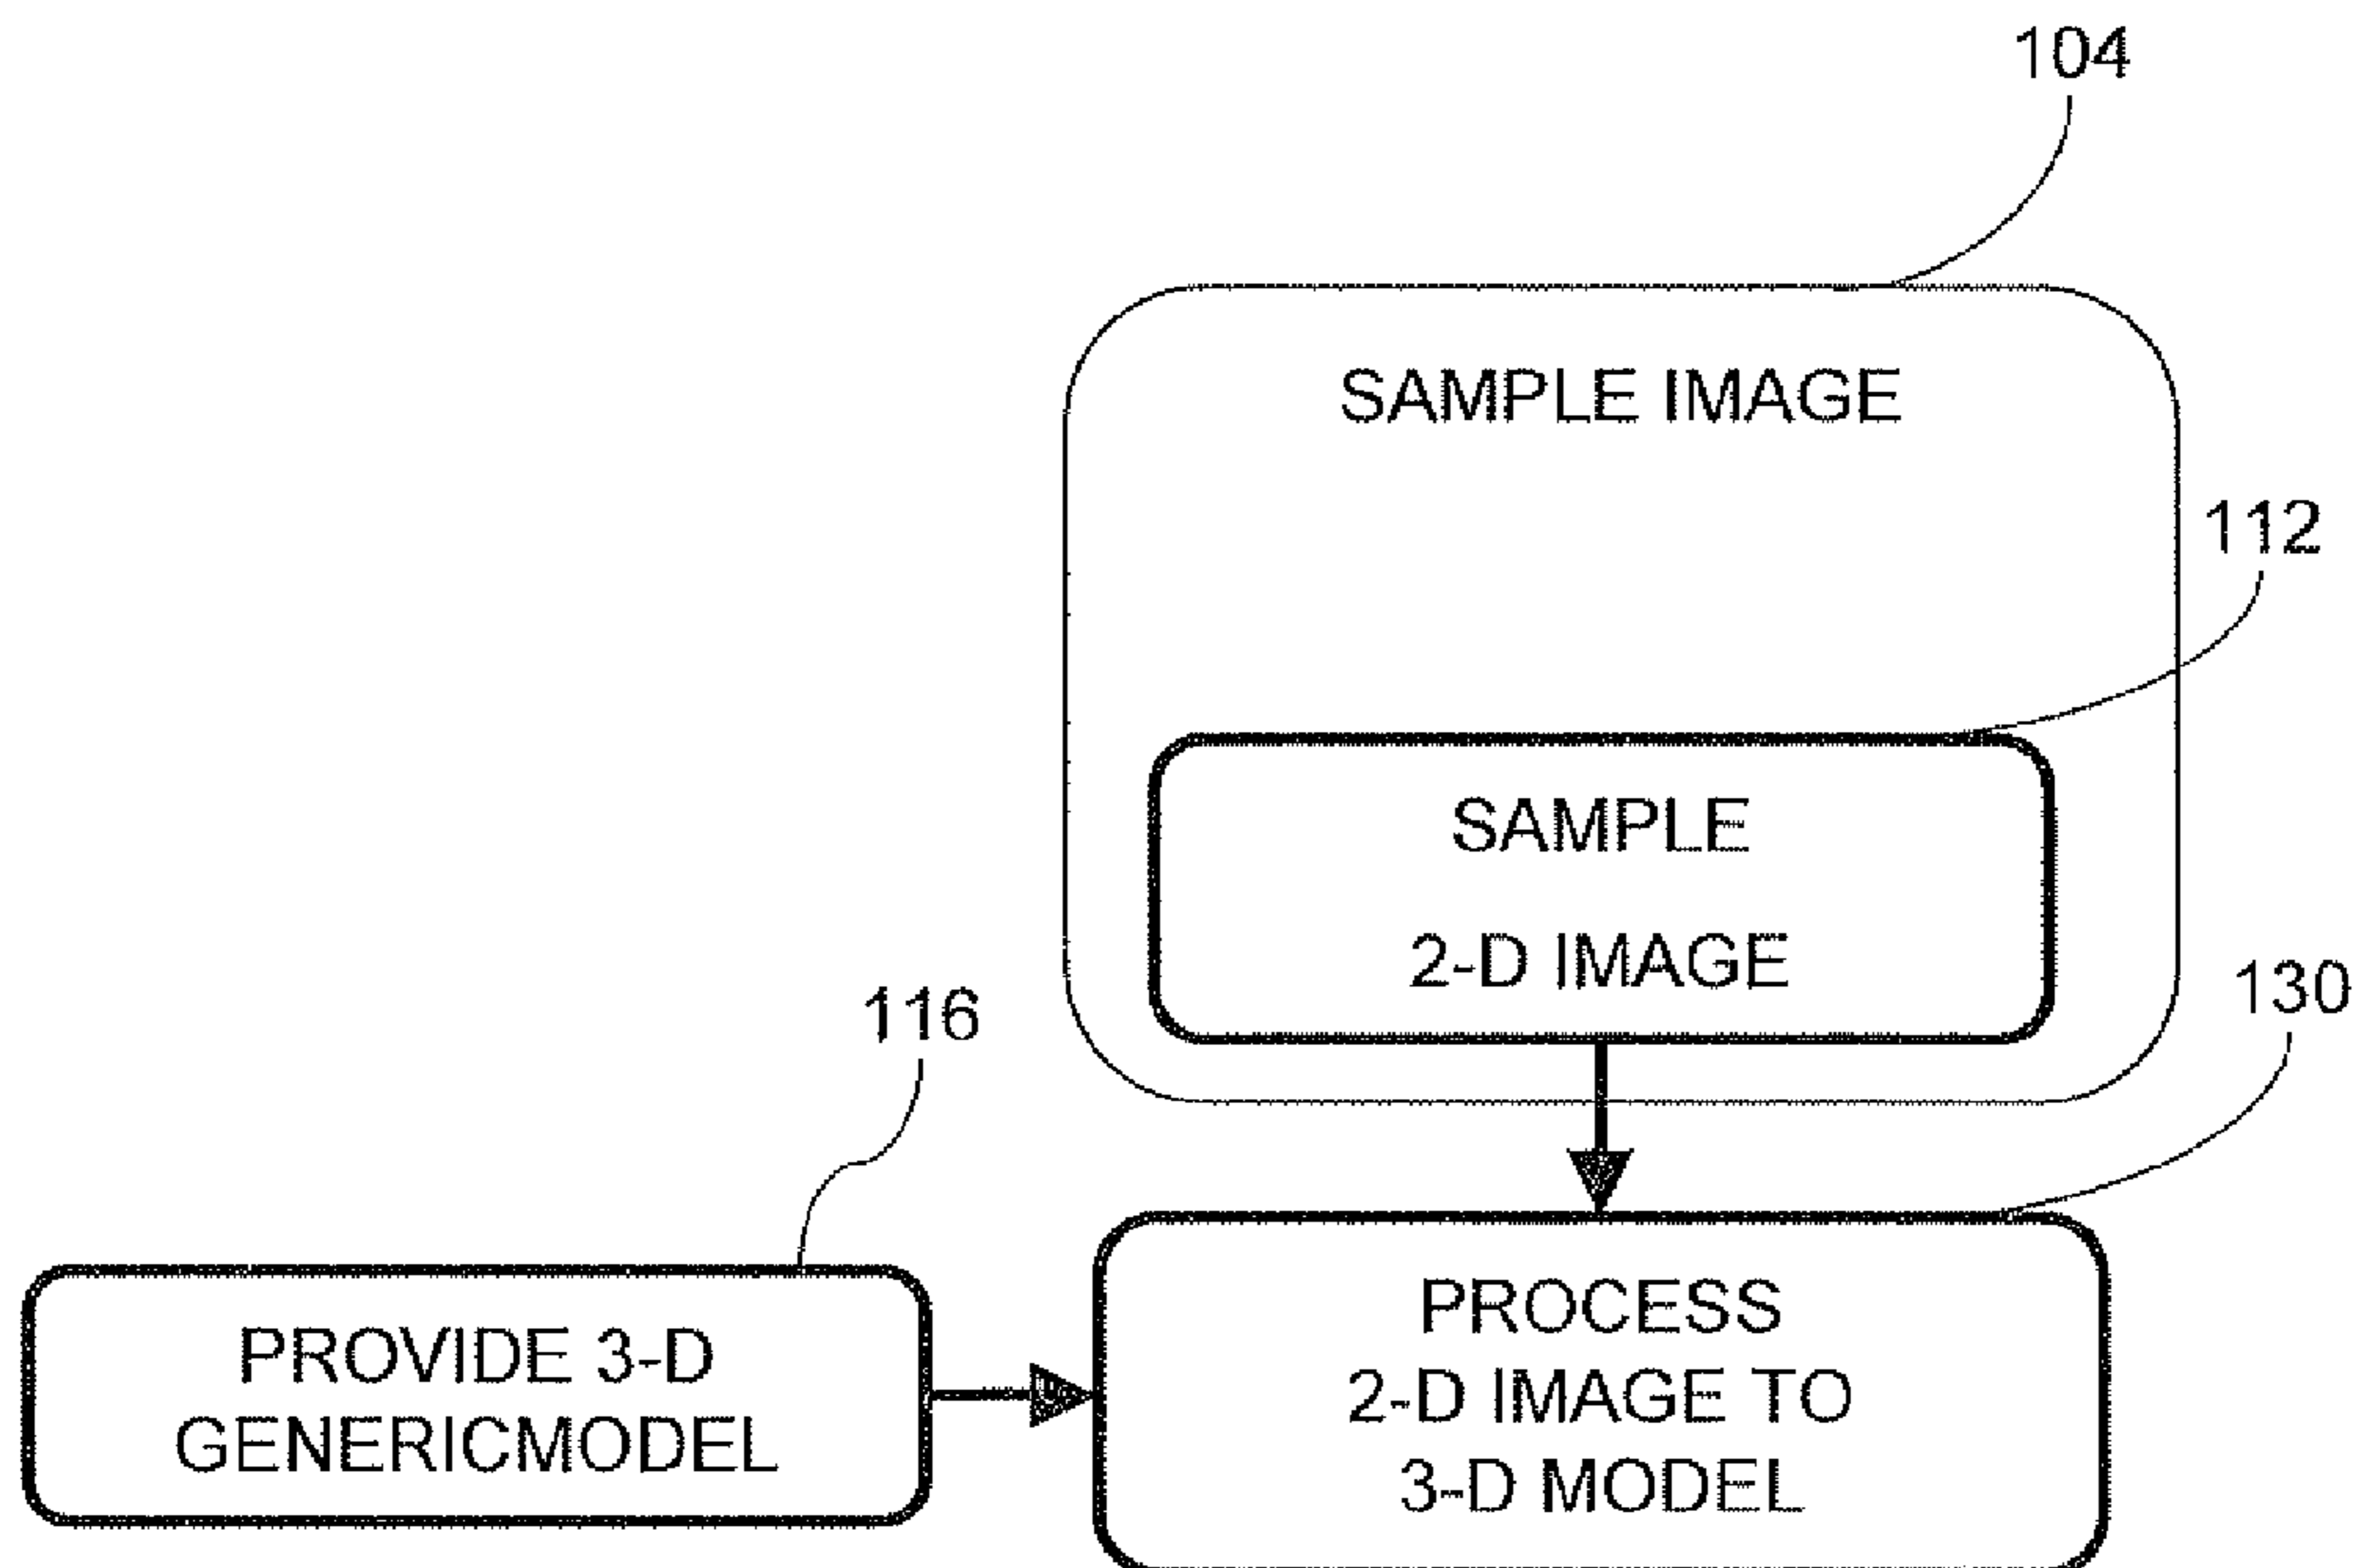 104
SAMPLE IMAGE
112
SAMPLE
2-D IMAGE
130
116
PROCESS
2-D IMAGE TO
3-D MODEL
PROVIDE 3-D
GENERICMODEL